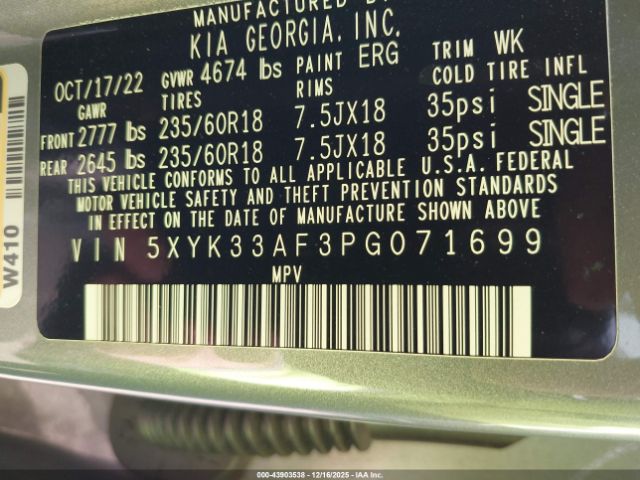 MANUFACTURED BY
KIA GEORGIA, INC.
OCT/17/22 GVWR 4674 lbs PAINT ERG TRIM WK
GAWR TIRES RIMS COLD TIRE INFL
FRONT 2777 lbs 235/60R18 7.5JX18 35psi SINGLE
REAR 2645 lbs 235/60R18 7.5JX18 35psi SINGLE
THIS VEHICLE CONFORMS TO ALL APPLICABLE U.S.A. FEDERAL
MOTOR VEHICLE SAFETY AND THEFT PREVENTION STANDARDS
IN EFFECT ON THE DATE OF MANUFACTURE SHOWN ABOVE
VIN 5XYK33AF3PG071699
MPV
W410
000-43903538 - 12/16/2025 - IAA Inc.